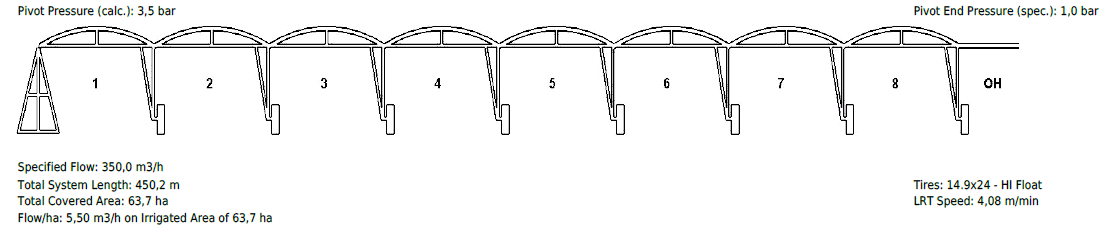 Pivot Pressure (calc.): 3,5 bar
Pivot End Pressure (spec.): 1,0 bar
1 2 3 4 5 6 7 8 OH
Specified Flow: 350,0 m3/h
Total System Length: 450,2 m
Tires: 14.9x24 - HI Float
Total Covered Area: 63,7 ha
LRT Speed: 4,08 m/min
Flow/ha: 5,50 m3/h on Irrigated Area of 63,7 ha